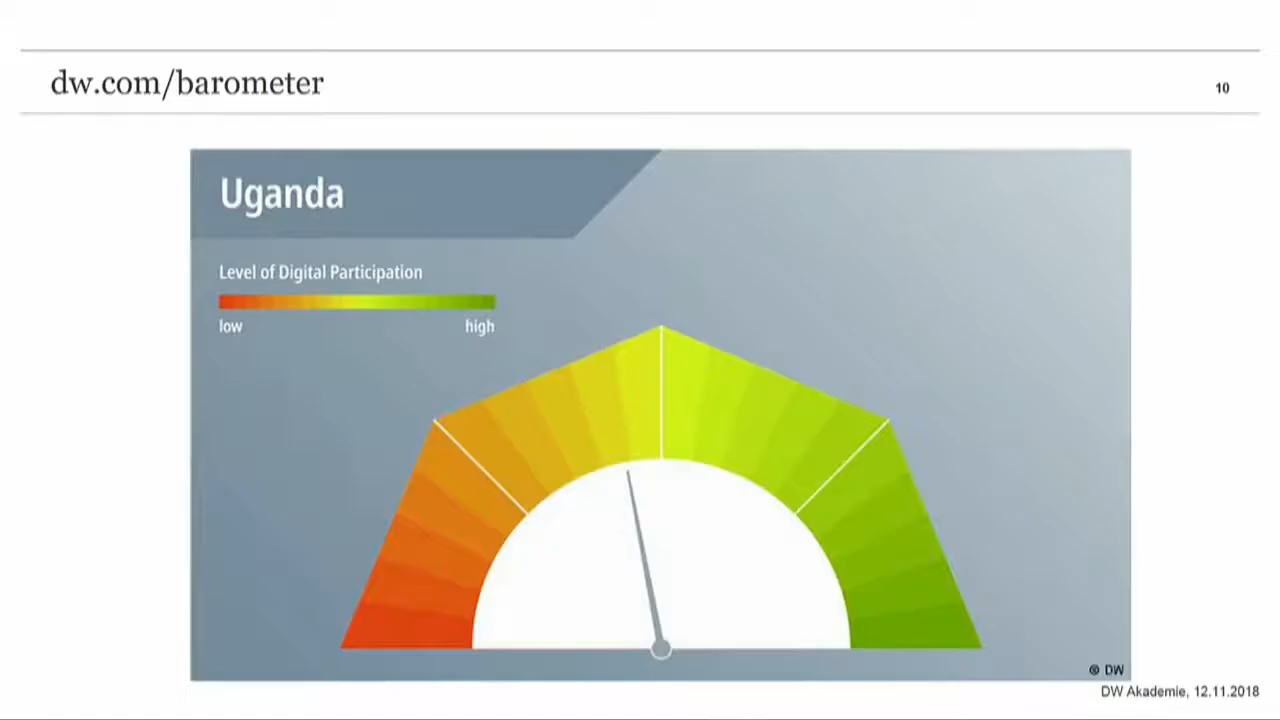 dw.com/barometer
10
Uganda
Level of Digital Participation
low high
© DW
DW Akademie, 12.11.2018